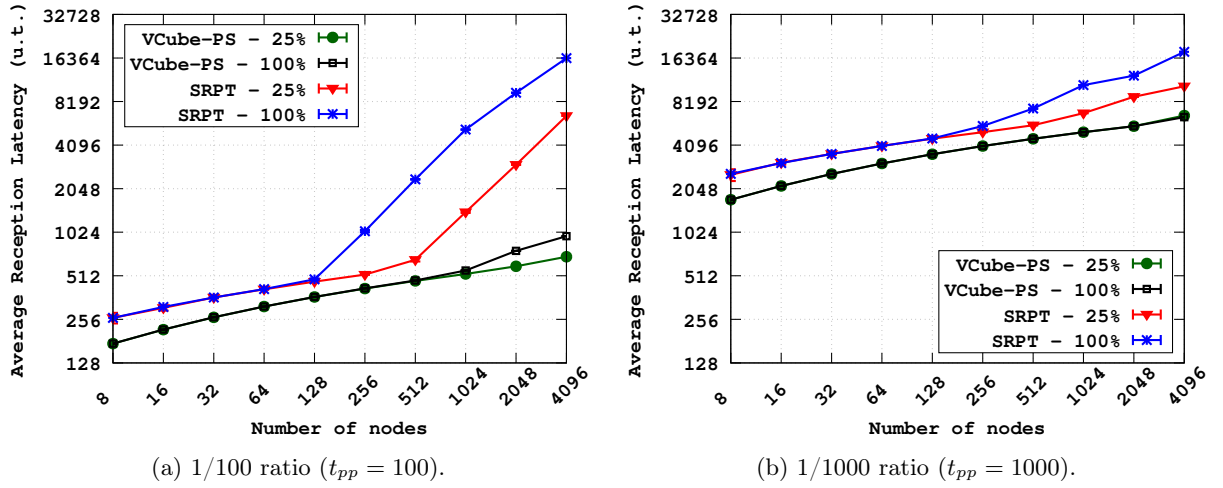 Average Reception Latency (u.t.)
32728
16364
8192
4096
2048
1024
512
256
128
VCube-PS - 25%
VCube-PS - 100%
SRPT - 25%
SRPT - 100%
8
16
32
64
128
256
512
1024
2048
4096
Number of nodes
(a) 1/100 ratio (tpp = 100).
Average Reception Latency (u.t.)
32728
16364
8192
4096
2048
1024
512
256
128
VCube-PS - 25%
VCube-PS - 100%
SRPT - 25%
SRPT - 100%
8
16
32
64
128
256
512
1024
2048
4096
Number of nodes
(b) 1/1000 ratio (tpp = 1000).